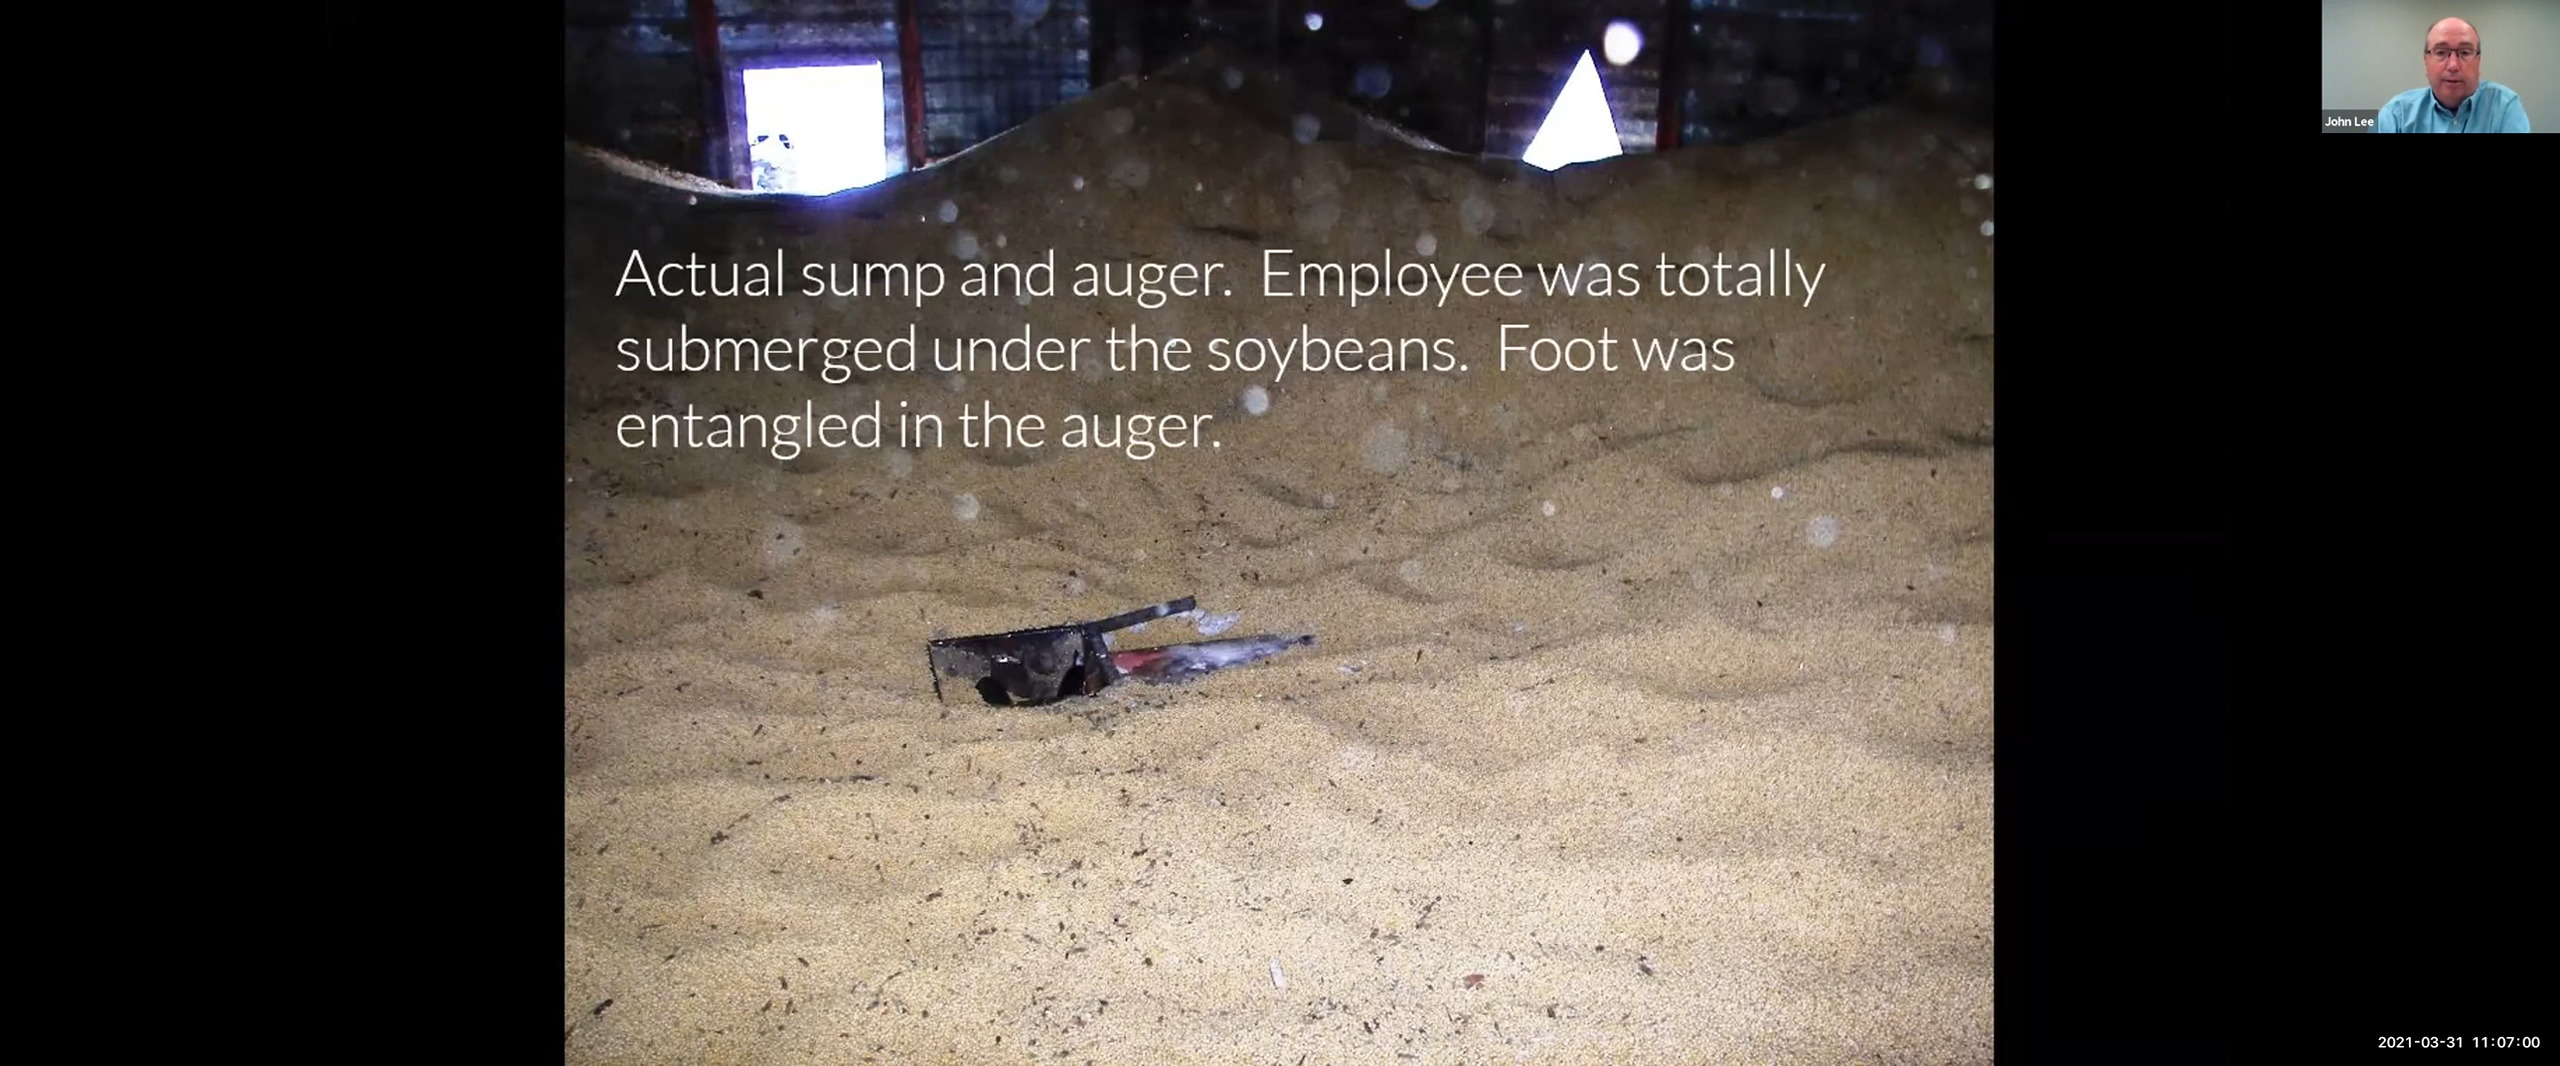 Actual sump and auger.  Employee was totally
submerged under the soybeans.  Foot was
entangled in the auger.
John Lee
2021-03-31 11:07:00